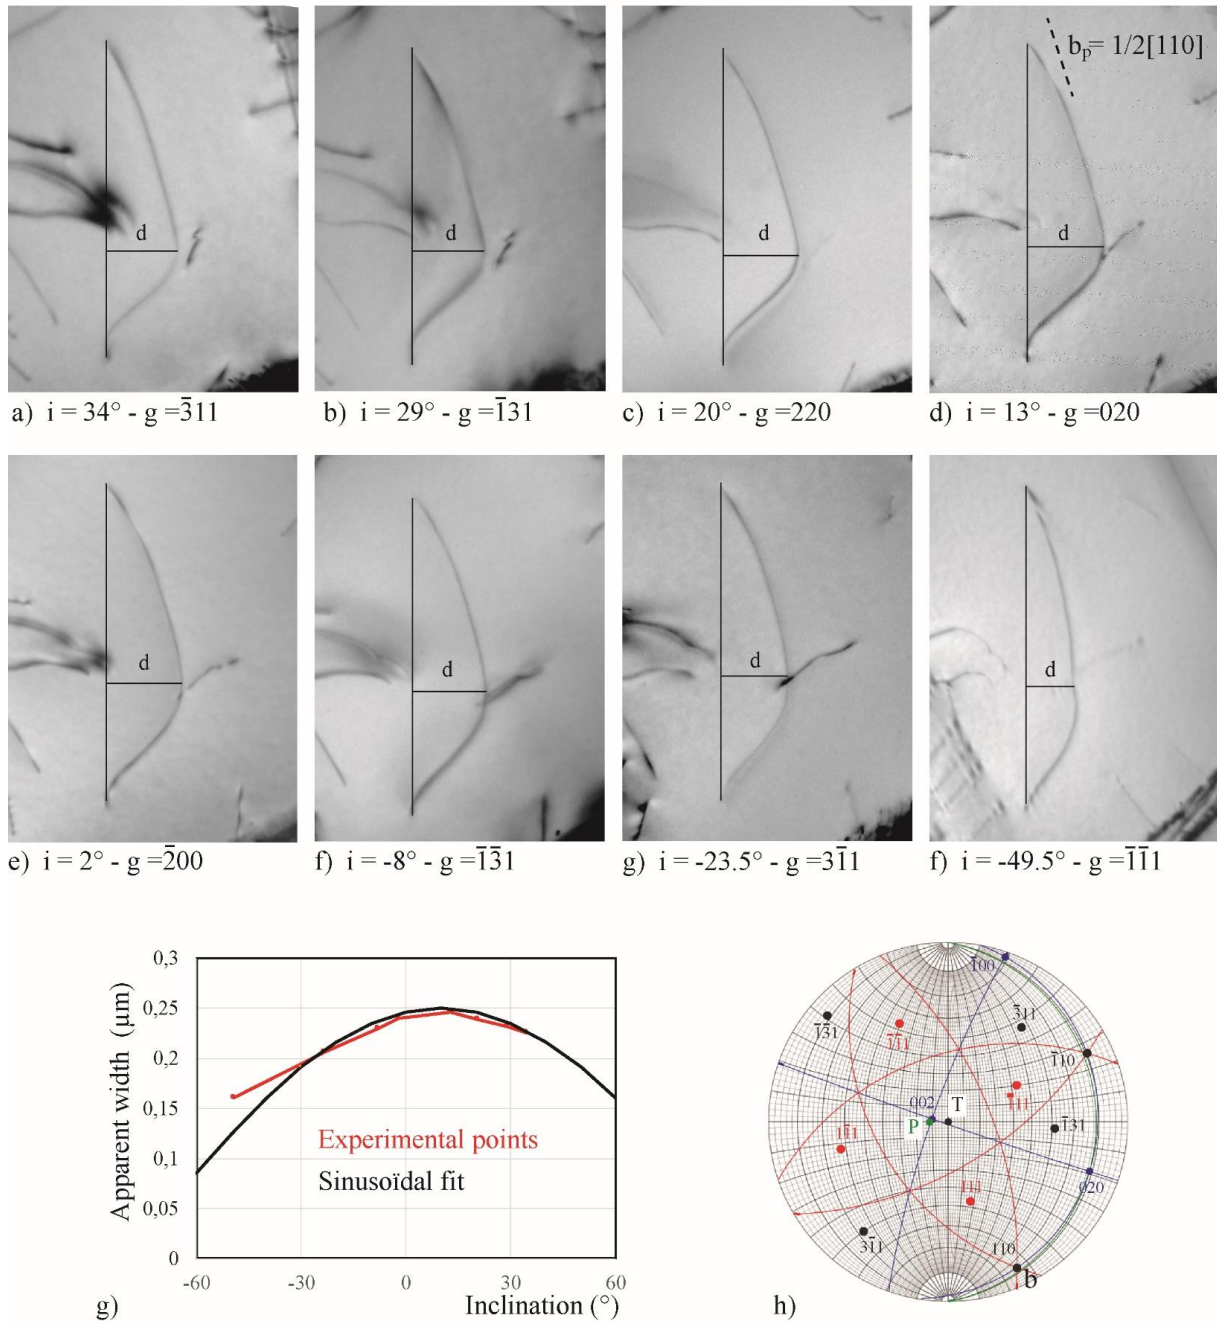 b_p = 1/2[110]
d
d
d
d
a) i = 34° - g =3̄11
b) i = 29° - g =1̄31
c) i = 20° - g =220
d) i = 13° - g =020
d
d
d
d
e) i = 2° - g =2̄00
f) i = -8° - g =1̄3̄1
g) i = -23.5° - g =31̄1
f) i = -49.5° - g =1̄1̄1
Apparent width (µm)
0,3
0,25
0,2
0,15
0,1
0,05
0
-60
-30
0
30
60
Experimental points
Sinusoïdal fit
g)
Inclination (°)
1̄00
3̄11
1̄3̄1
1̄1̄1
1̄10
1̄11
002
T
P
1̄31
11̄1
020
111
31̄1
110
b
h)